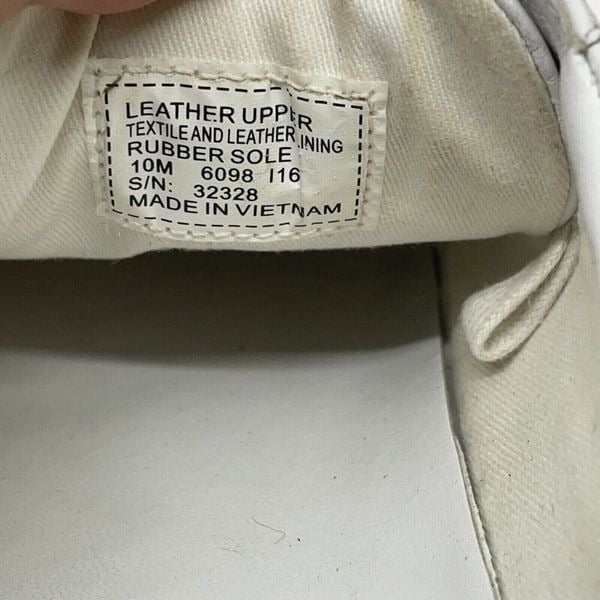 LEATHER UPPER
TEXTILE AND LEATHER LINING
RUBBER SOLE
10M 6098 I16
S/N: 32328
MADE IN VIETNAM